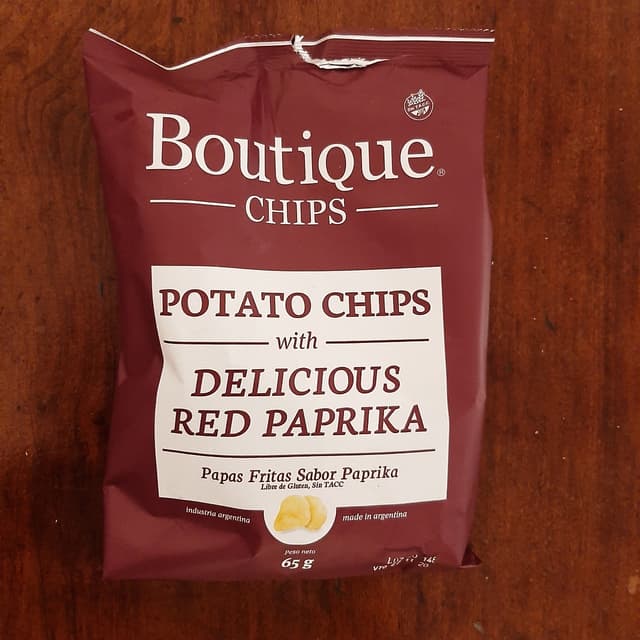 Boutique®
CHIPS
POTATO CHIPS
with
DELICIOUS
RED PAPRIKA
Papas Fritas Sabor Paprika
Libre de Gluten, Sin TACC
industria argentina
made in argentina
Peso neto
65 g